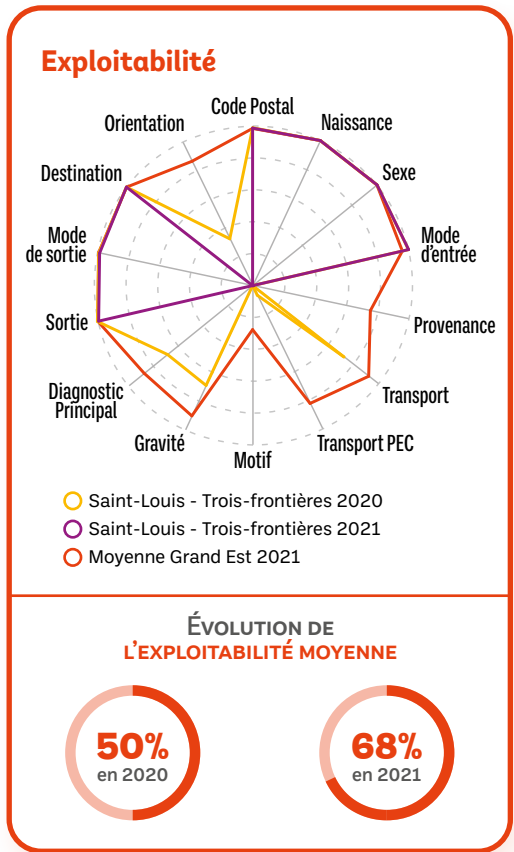 Exploitabilité
Code Postal
Naissance
Sexe
Mode
d'entrée
Provenance
Transport
Transport PEC
Motif
Gravité
Diagnostic
Principal
Sortie
Mode
de sortie
Destination
Orientation
Saint-Louis - Trois-frontières 2020
Saint-Louis - Trois-frontières 2021
Moyenne Grand Est 2021
ÉVOLUTION DE
L'EXPLOITABILITÉ MOYENNE
50%
en 2020
68%
en 2021